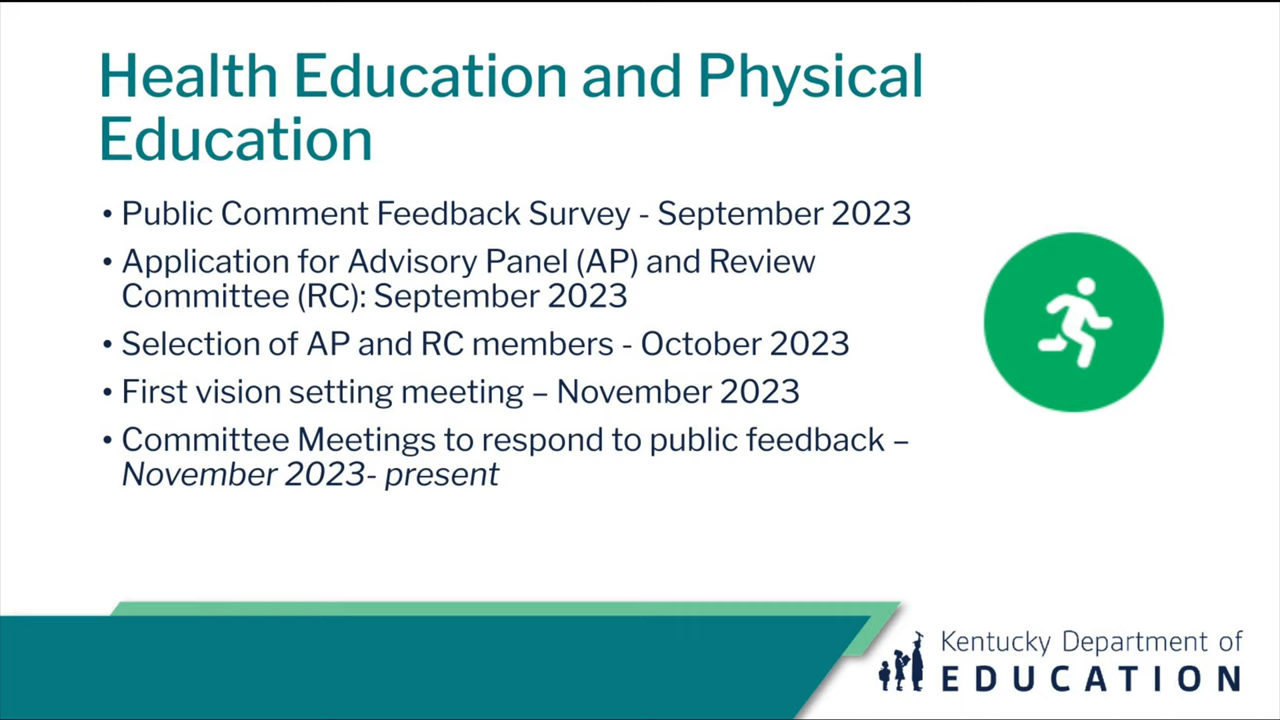 Health Education and Physical
Education
• Public Comment Feedback Survey - September 2023
• Application for Advisory Panel (AP) and Review
Committee (RC): September 2023
• Selection of AP and RC members - October 2023
• First vision setting meeting – November 2023
• Committee Meetings to respond to public feedback –
November 2023- present
Kentucky Department of
EDUCATION